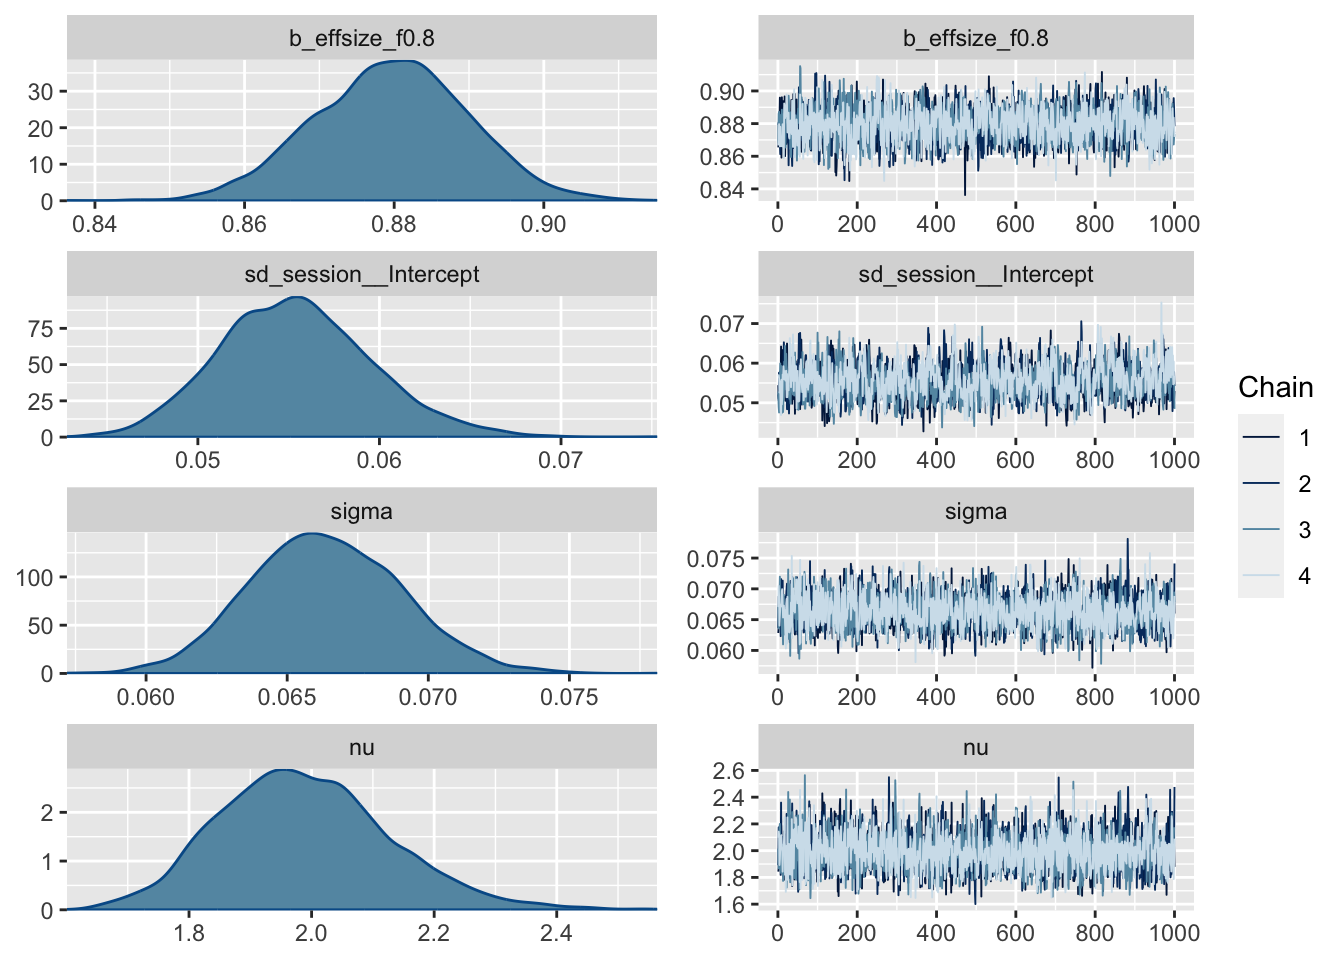 b_effsize_f0.8
b_effsize_f0.8
30
20
10
0
0.84 0.86 0.88 0.90
0.90
0.88
0.86
0.84
0 200 400 600 800 1000
sd_session__Intercept
sd_session__Intercept
75
50
25
0
0.05 0.06 0.07
0.07
0.06
0.05
0 200 400 600 800 1000
sigma
sigma
100
50
0
0.060 0.065 0.070 0.075
0.075
0.070
0.065
0.060
0 200 400 600 800 1000
nu
nu
2
1
0
1.8 2.0 2.2 2.4
2.6
2.4
2.2
2.0
1.8
1.6
0 200 400 600 800 1000
Chain
1
2
3
4